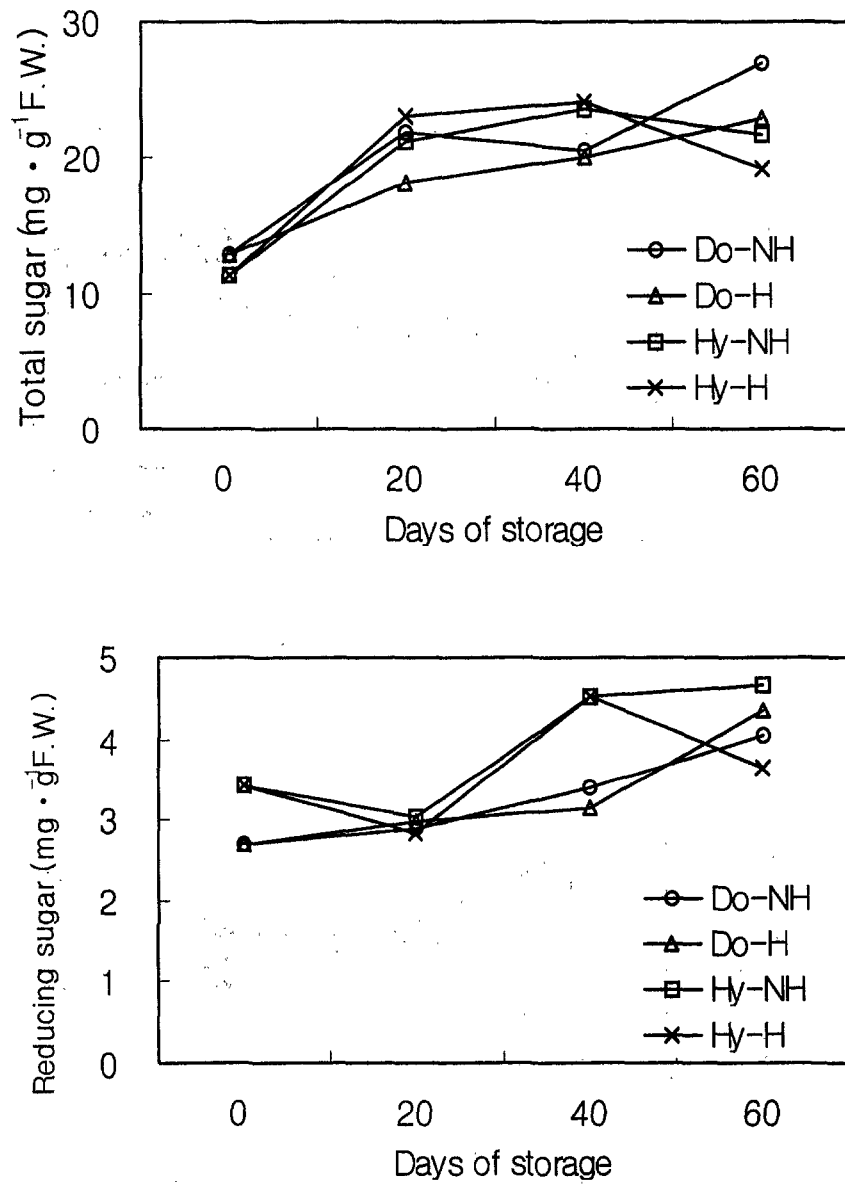 Total sugar (mg・g⁻¹F.W.)
30
20
10
0
Do-NH
Do-H
Hy-NH
Hy-H
0 20 40 60
Days of storage
Reducing sugar (mg・g⁻¹F.W.)
5
4
3
2
1
0
Do-NH
Do-H
Hy-NH
Hy-H
0 20 40 60
Days of storage